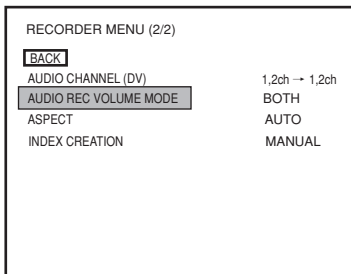 RECORDER MENU (2/2)
BACK
AUDIO CHANNEL (DV) 1,2ch → 1,2ch
AUDIO REC VOLUME MODE BOTH
ASPECT AUTO
INDEX CREATION MANUAL